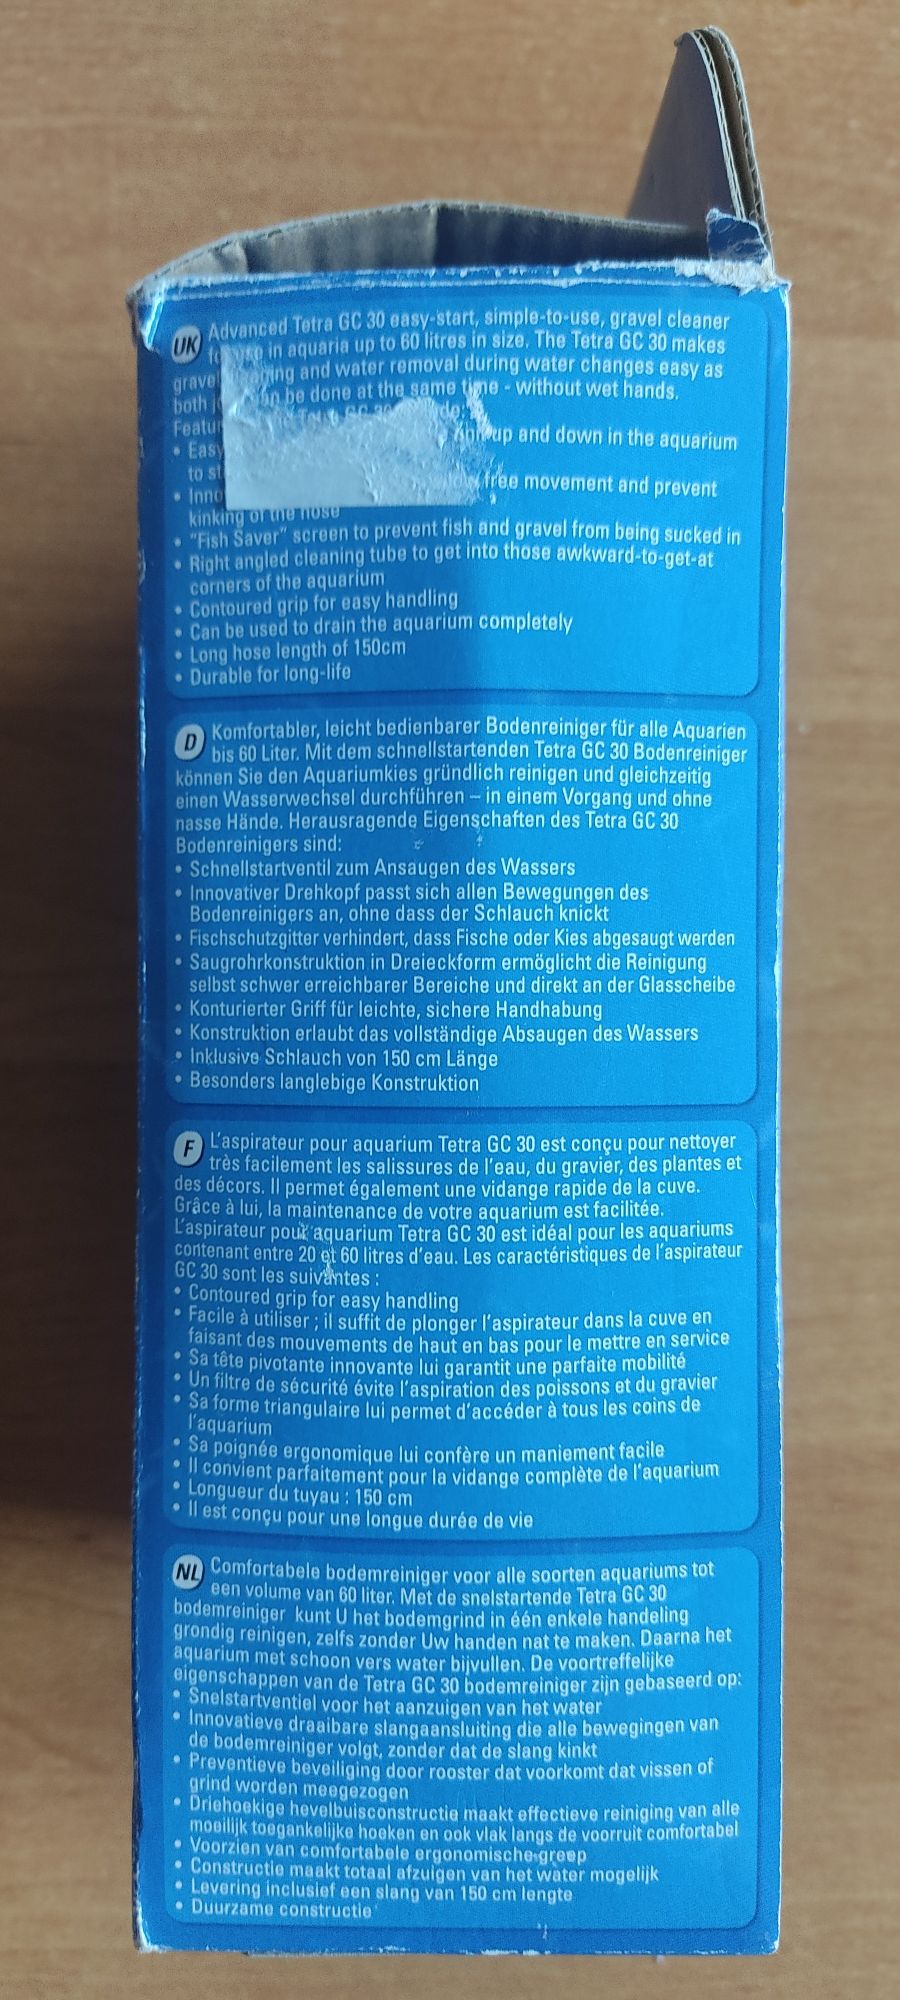 UK Advanced Tetra GC 30 easy-start, simple-to-use, gravel cleaner
in aquaria up to 60 litres in size. The Tetra GC 30 makes
gravel and water removal during water changes easy as
both be done at the same time - without wet hands.
GC 30
• Easy up and down in the aquarium
to
• free movement and prevent
kinking of the hose
• "Fish Saver" screen to prevent fish and gravel from being sucked in
• Right angled cleaning tube to get into those awkward-to-get-at
corners of the aquarium
• Contoured grip for easy handling
• Can be used to drain the aquarium completely
• Long hose length of 150cm
• Durable for long-life
D Komfortabler, leicht bedienbarer Bodenreiniger für alle Aquarien
bis 60 Liter. Mit dem schnellstartenden Tetra GC 30 Bodenreiniger
können Sie den Aquariumkies gründlich reinigen und gleichzeitig
einen Wasserwechsel durchführen – in einem Vorgang und ohne
nasse Hände. Herausragende Eigenschaften des Tetra GC 30
Bodenreinigers sind:
• Schnellstartventil zum Ansaugen des Wassers
• Innovativer Drehkopf passt sich allen Bewegungen des
Bodenreinigers an, ohne dass der Schlauch knickt
• Fischschutzgitter verhindert, dass Fische oder Kies abgesaugt werden
• Saugrohrkonstruktion in Dreieckform ermöglicht die Reinigung
selbst schwer erreichbarer Bereiche und direkt an der Glasscheibe
• Konturierter Griff für leichte, sichere Handhabung
• Konstruktion erlaubt das vollständige Absaugen des Wassers
• Inklusive Schlauch von 150 cm Länge
• Besonders langlebige Konstruktion
F L'aspirateur pour aquarium Tetra GC 30 est conçu pour nettoyer
très facilement les salissures de l'eau, du gravier, des plantes et
des décors. Il permet également une vidange rapide de la cuve.
Grâce à lui, la maintenance de votre aquarium est facilitée.
L'aspirateur pour aquarium Tetra GC 30 est idéal pour les aquariums
contenant entre 20 et 60 litres d'eau. Les caractéristiques de l'aspirateur
GC 30 sont les suivantes :
• Contoured grip for easy handling
• Facile à utiliser ; il suffit de plonger l'aspirateur dans la cuve en
faisant des mouvements de haut en bas pour le mettre en service
• Sa tête pivotante innovante lui garantit une parfaite mobilité
• Un filtre de sécurité évite l'aspiration des poissons et du gravier
• Sa forme triangulaire lui permet d'accéder à tous les coins de
l'aquarium
• Sa poignée ergonomique lui confère un maniement facile
• Il convient parfaitement pour la vidange complète de l'aquarium
• Longueur du tuyau : 150 cm
• Il est conçu pour une longue durée de vie
NL Comfortabele bodemreiniger voor alle soorten aquariums tot
een volume van 60 liter. Met de snelstartende Tetra GC 30
bodemreiniger kunt U het bodemgrind in één enkele handeling
grondig reinigen, zelfs zonder Uw handen nat te maken. Daarna het
aquarium met schoon vers water bijvullen. De voortreffelijke
eigenschappen van de Tetra GC 30 bodemreiniger zijn gebaseerd op:
• Snelstartventiel voor het aanzuigen van het water
• Innovatieve draaibare slangaansluiting die alle bewegingen van
de bodemreiniger volgt, zonder dat de slang kinkt
• Preventieve beveiliging door rooster dat voorkomt dat vissen of
grind worden meegezogen
• Driehoekige hevelbuisconstructie maakt effectieve reiniging van alle
moeilijk toegankelijke hoeken en ook vlak langs de voorruit comfortabel
• Voorzien van comfortabele ergonomische greep
• Constructie maakt totaal afzuigen van het water mogelijk
• Levering inclusief een slang van 150 cm lengte
• Duurzame constructie